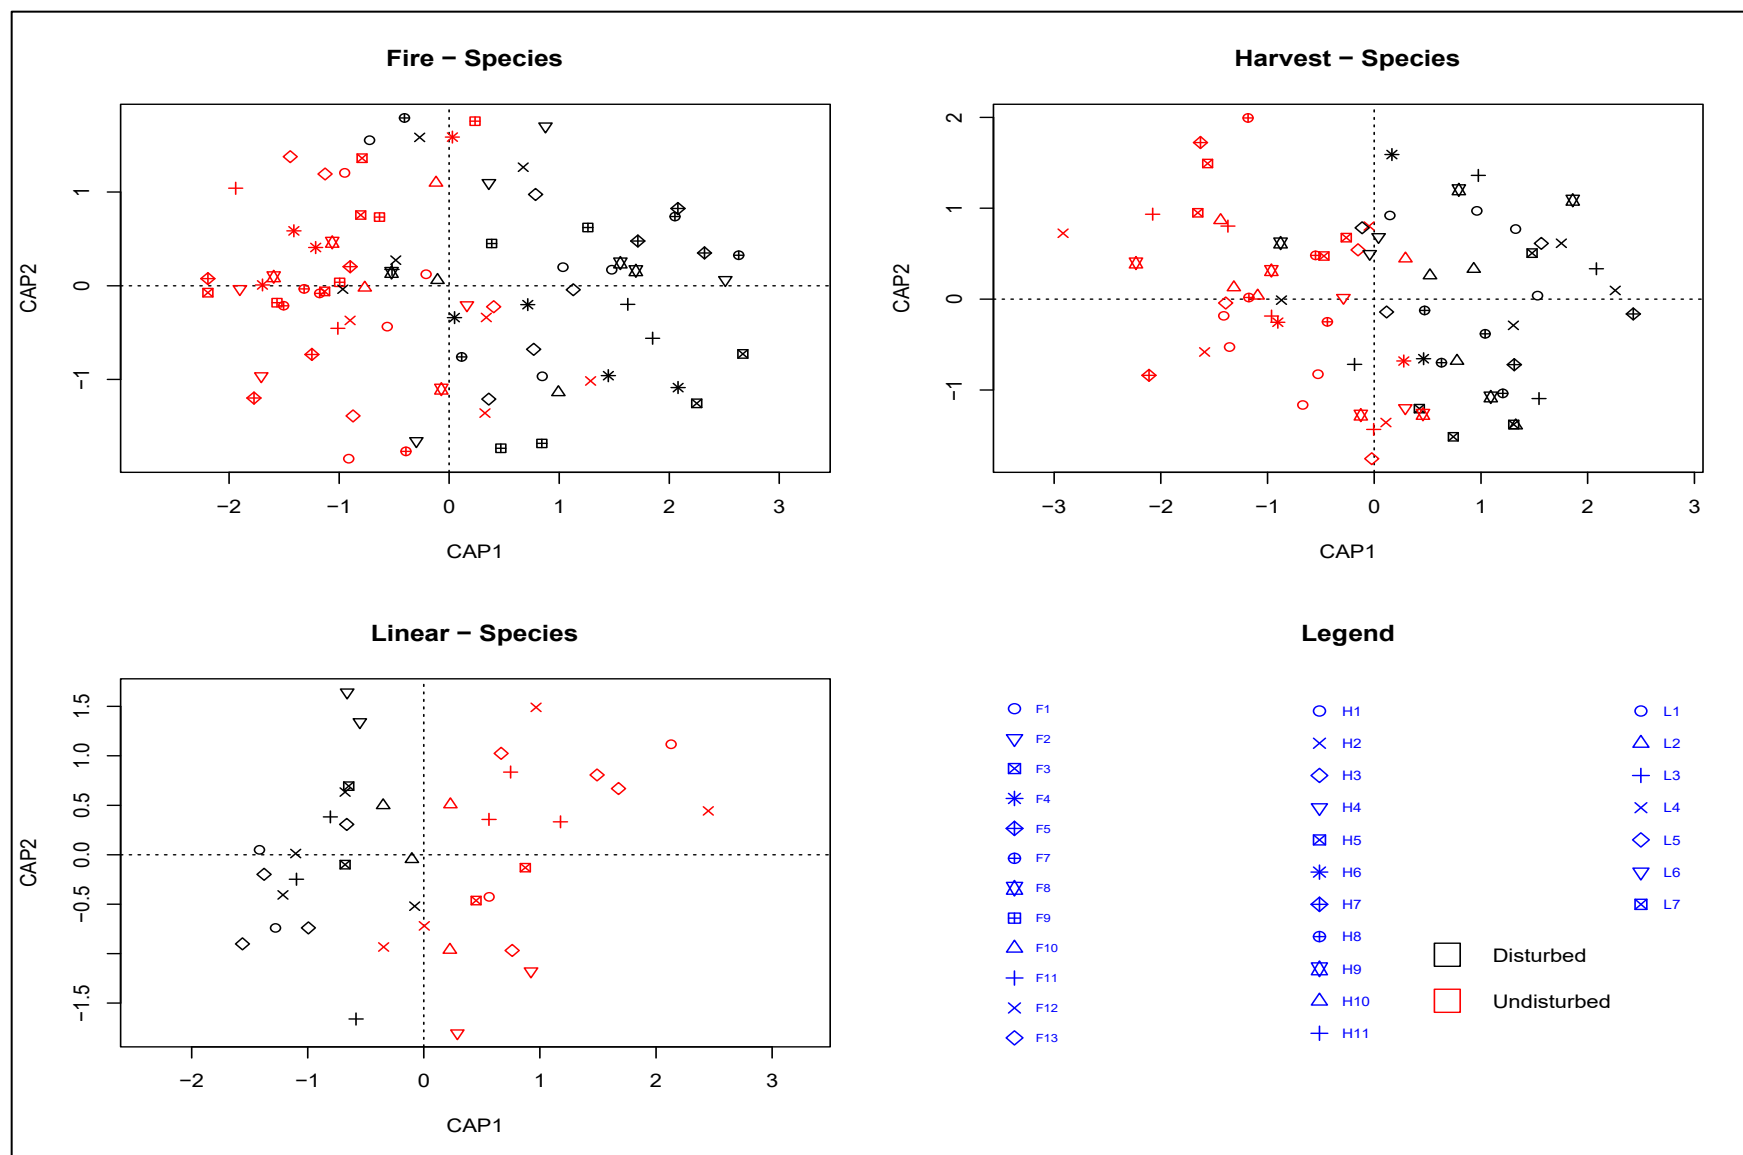 Fire − Species
CAP2
1
0
−1
−2
−1
0
1
2
3
CAP1
Harvest − Species
CAP2
2
1
0
−1
−3
−2
−1
0
1
2
3
CAP1
Linear − Species
CAP2
1.5
1.0
0.5
0.0
−0.5
−1.5
−2
−1
0
1
2
3
CAP1
Legend
F1
F2
F3
F4
F5
F7
F8
F9
F10
F11
F12
F13
H1
H2
H3
H4
H5
H6
H7
H8
H9
H10
H11
L1
L2
L3
L4
L5
L6
L7
Disturbed
Undisturbed